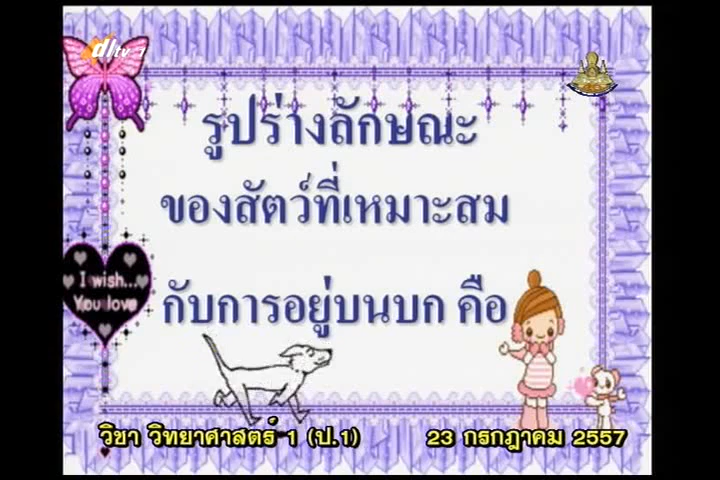 dltv 1
รูปร่างลักษณะ
ของสัตว์ที่เหมาะสม
กับการอยู่บนบก คือ
I wish...
You love
วิชา วิทยาศาสตร์ 1 (ป.1) 23 กรกฎาคม 2557